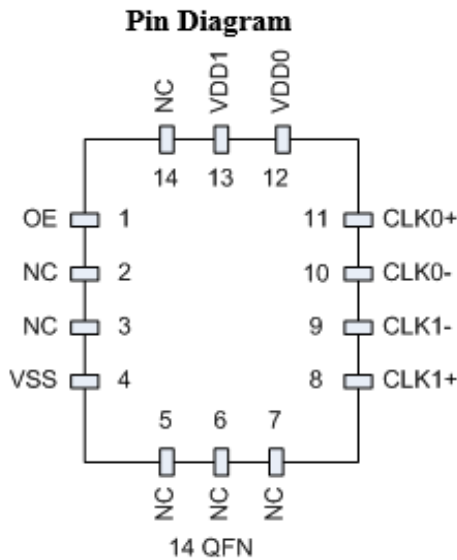 Pin Diagram
NC VDD1 VDD0
14 13 12
OE 1 11 CLK0+
NC 2 10 CLK0-
NC 3 9 CLK1-
VSS 4 8 CLK1+
5 6 7
NC NC NC
14 QFN